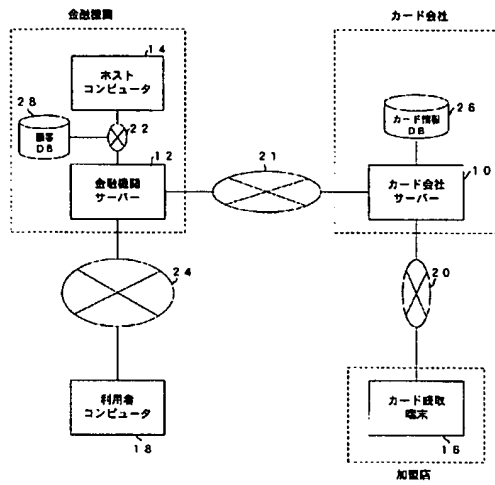 金融機関
カード会社
14
ホスト
コンピュータ
28
顧客
DB
22
12
金融機関
サーバー
21
カード情報
DB
26
カード会社
サーバー
10
24
20
利用者
コンピュータ
18
カード読取
端末
16
加盟店